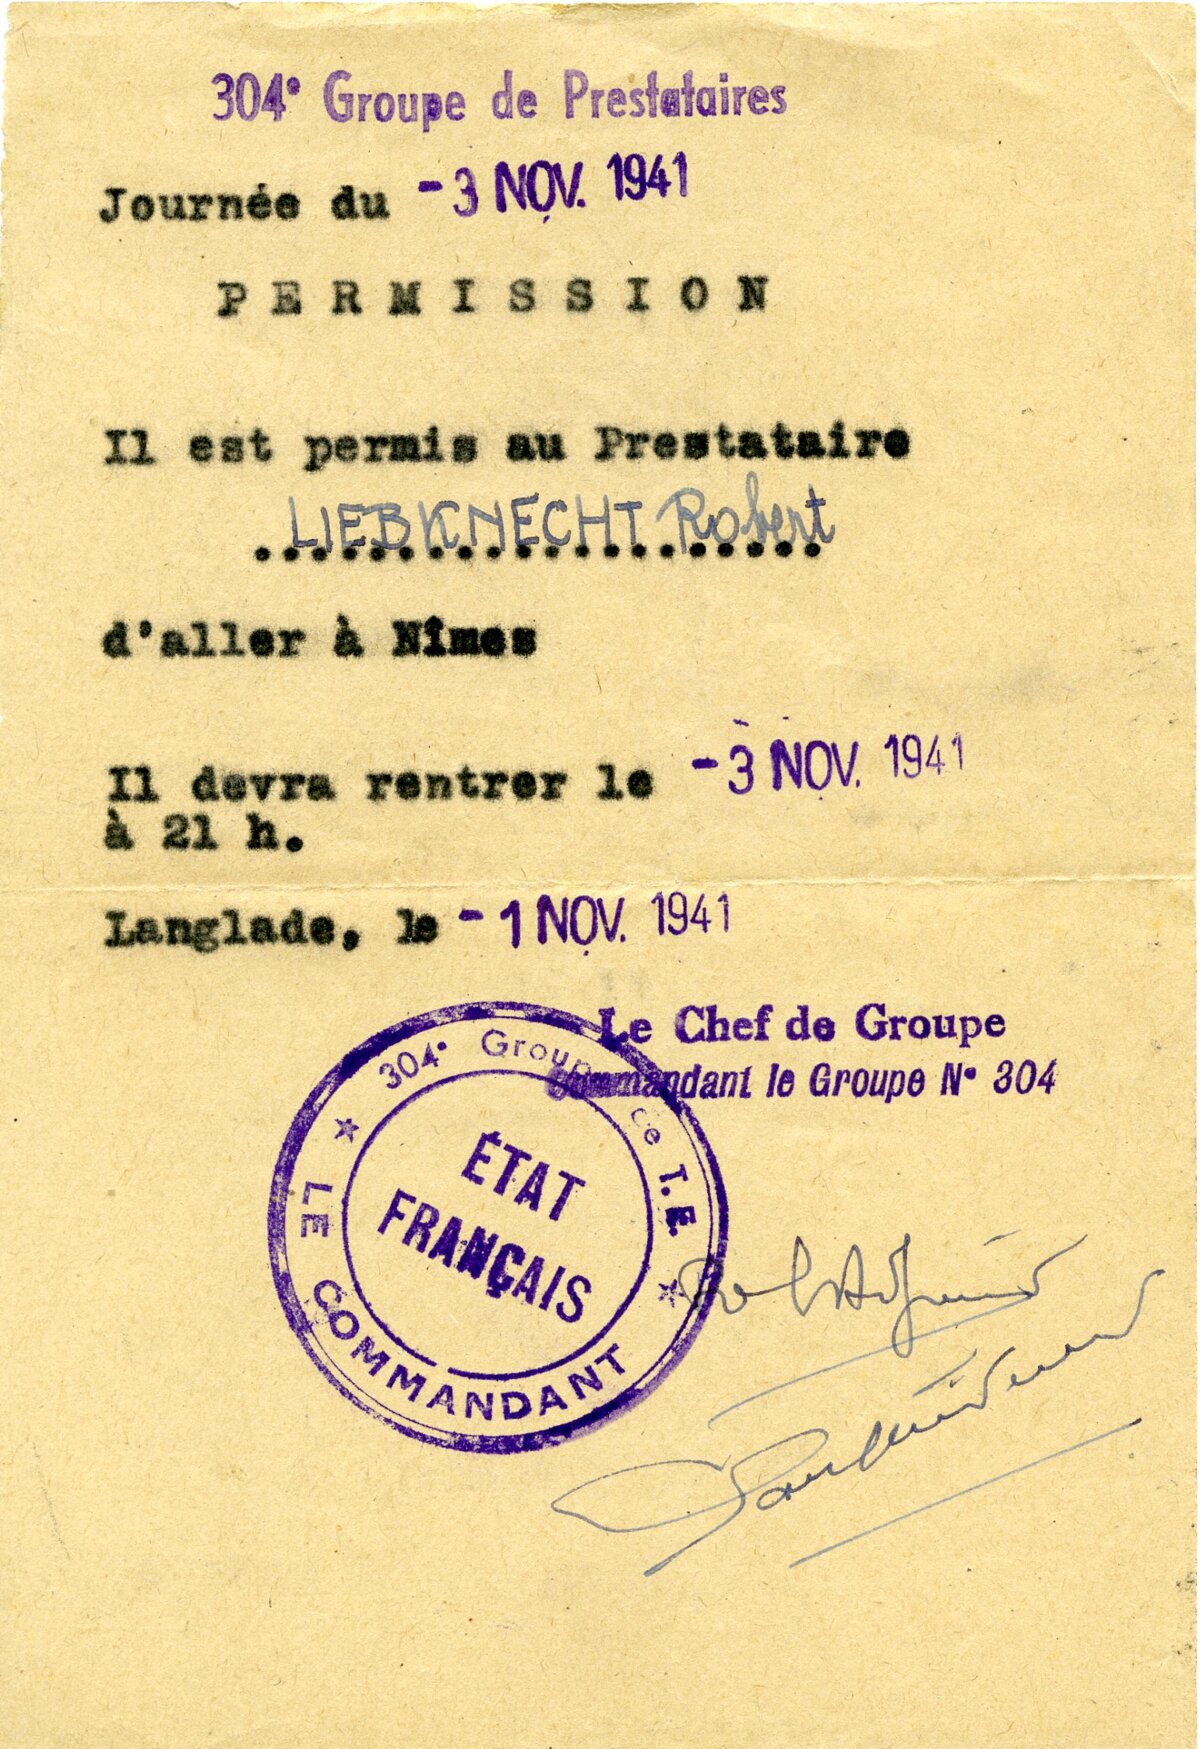 304e Groupe de Prestataires
Journée du - 3 NOV. 1941
PERMISSION
Il est permis au Prestataire
LIEBKNECHT Robert
d'aller à Nîmes
Il devra rentrer le - 3 NOV. 1941
à 21 h.
Langlade, le - 1 NOV. 1941
Le Chef de Groupe
Commandant le Groupe N° 304
304e Groupe de T.E.
ÉTAT
FRANÇAIS
LE COMMANDANT